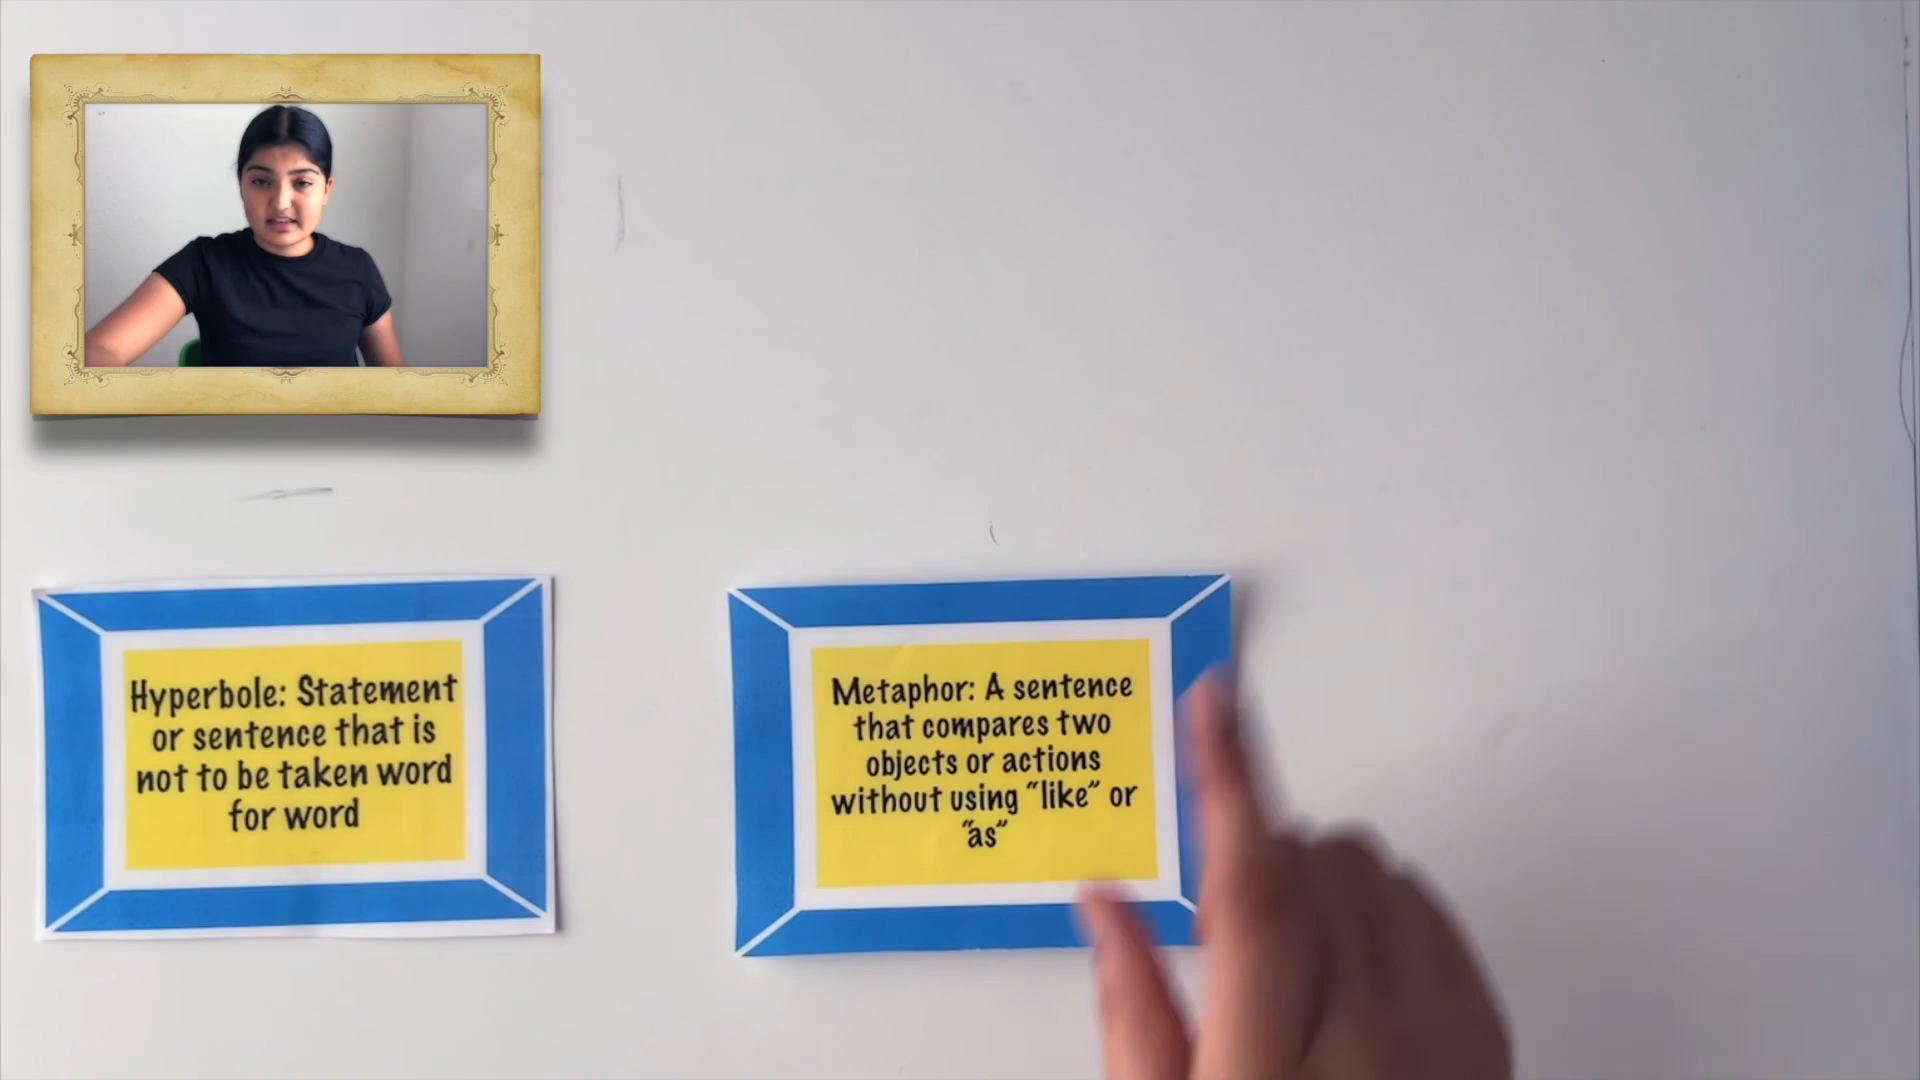 Hyperbole: Statement
or sentence that is
not to be taken word
for word
Metaphor: A sentence
that compares two
objects or actions
without using “like” or
“as”